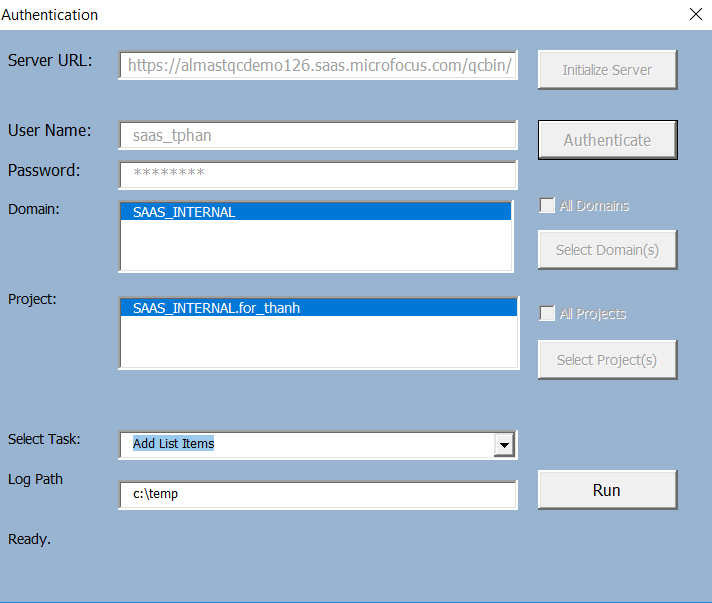 Authentication
Server URL:
https://almastqcdemo126.saas.microfocus.com/qcbin/
Initialize Server
User Name:
saas_tphan
Authenticate
Password:
********
Domain:
SAAS_INTERNAL
All Domains
Select Domain(s)
Project:
SAAS_INTERNAL.for_thanh
All Projects
Select Project(s)
Select Task:
Add List Items
Log Path
c:\temp
Run
Ready.